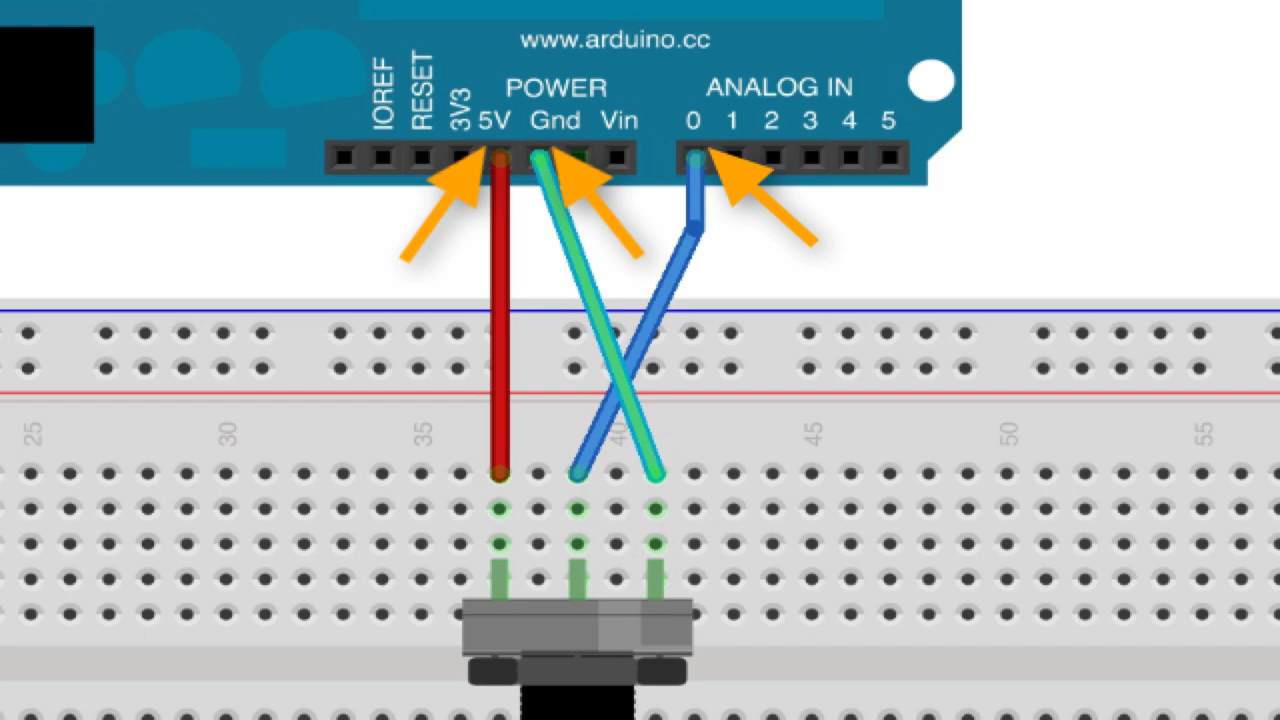 www.arduino.cc
IOREF
RESET
3V3
POWER
5V Gnd Vin
ANALOG IN
0 1 2 3 4 5
25 30 35 40 45 50 55